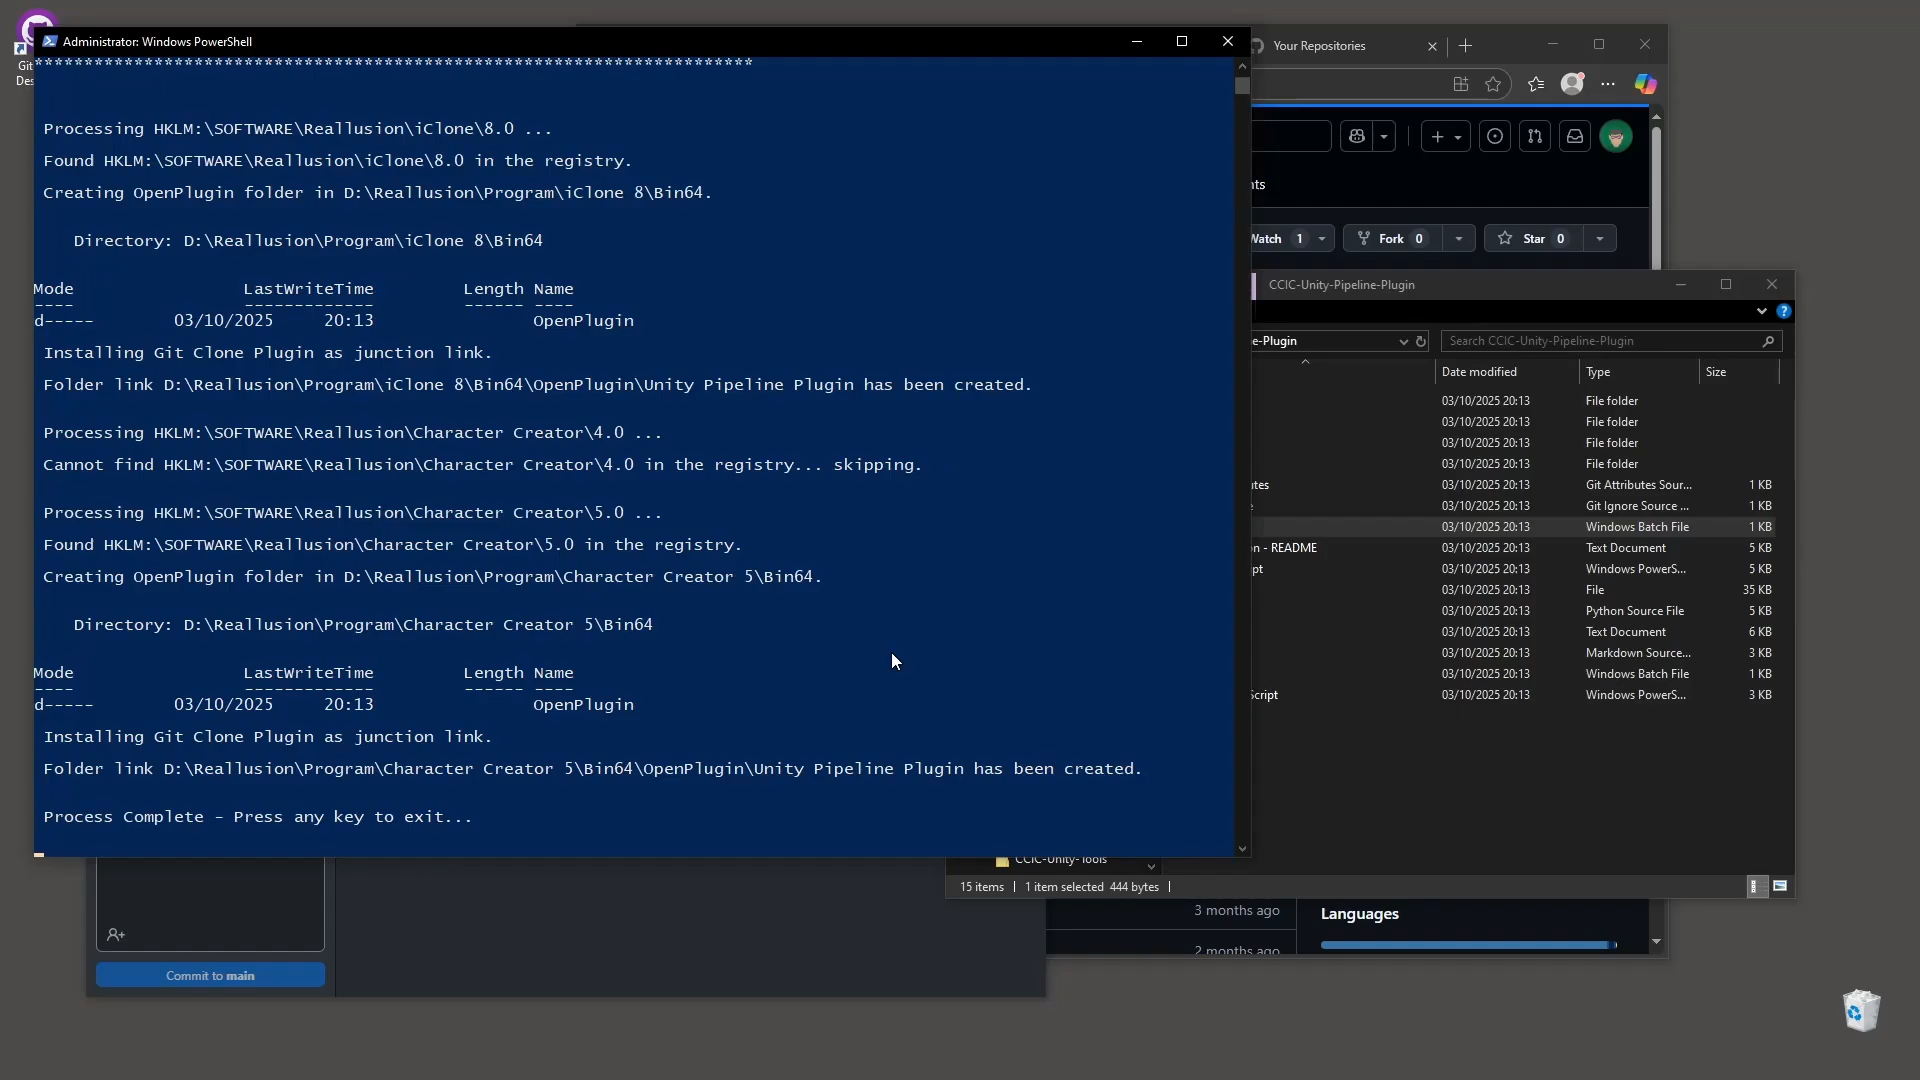 Git
Des
Administrator: Windows PowerShell
************************************************************************
Processing HKLM:\SOFTWARE\Reallusion\iClone\8.0 ...
Found HKLM:\SOFTWARE\Reallusion\iClone\8.0 in the registry.
Creating OpenPlugin folder in D:\Reallusion\Program\iClone 8\Bin64.
Directory: D:\Reallusion\Program\iClone 8\Bin64
Mode LastWriteTime Length Name
---- ------------- ------ ----
d----- 03/10/2025 20:13 OpenPlugin
Installing Git Clone Plugin as junction link.
Folder link D:\Reallusion\Program\iClone 8\Bin64\OpenPlugin\Unity Pipeline Plugin has been created.
Processing HKLM:\SOFTWARE\Reallusion\Character Creator\4.0 ...
Cannot find HKLM:\SOFTWARE\Reallusion\Character Creator\4.0 in the registry... skipping.
Processing HKLM:\SOFTWARE\Reallusion\Character Creator\5.0 ...
Found HKLM:\SOFTWARE\Reallusion\Character Creator\5.0 in the registry.
Creating OpenPlugin folder in D:\Reallusion\Program\Character Creator 5\Bin64.
Directory: D:\Reallusion\Program\Character Creator 5\Bin64
Mode LastWriteTime Length Name
---- ------------- ------ ----
d----- 03/10/2025 20:13 OpenPlugin
Installing Git Clone Plugin as junction link.
Folder link D:\Reallusion\Program\Character Creator 5\Bin64\OpenPlugin\Unity Pipeline Plugin has been created.
Process Complete - Press any key to exit...
Your Repositories
nts
Watch 1
Fork 0
Star 0
CCIC-Unity-Pipeline-Plugin
e-Plugin
Search CCIC-Unity-Pipeline-Plugin
Date modified Type Size
03/10/2025 20:13 File folder
03/10/2025 20:13 File folder
03/10/2025 20:13 File folder
03/10/2025 20:13 File folder
utes 03/10/2025 20:13 Git Attributes Sour... 1 KB
e 03/10/2025 20:13 Git Ignore Source ... 1 KB
03/10/2025 20:13 Windows Batch File 1 KB
on - README 03/10/2025 20:13 Text Document 5 KB
ipt 03/10/2025 20:13 Windows PowerS... 5 KB
03/10/2025 20:13 File 35 KB
03/10/2025 20:13 Python Source File 5 KB
03/10/2025 20:13 Text Document 6 KB
03/10/2025 20:13 Markdown Source... 3 KB
03/10/2025 20:13 Windows Batch File 1 KB
Script 03/10/2025 20:13 Windows PowerS... 3 KB
CCIC-Unity-Tools
15 items 1 item selected 444 bytes
3 months ago
2 months ago
Languages
Commit to main